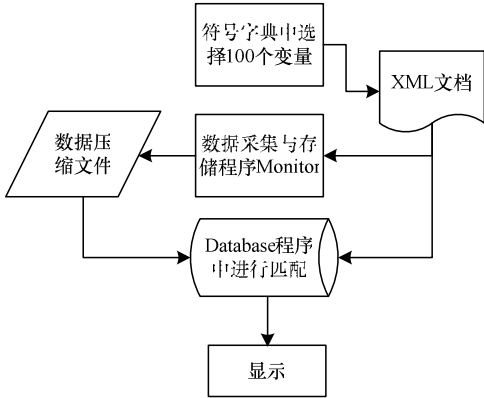 符号字典中选
择100个变量
XML文档
数据压
缩文件
数据采集与存
储程序Monitor
Database程序
中进行匹配
显示